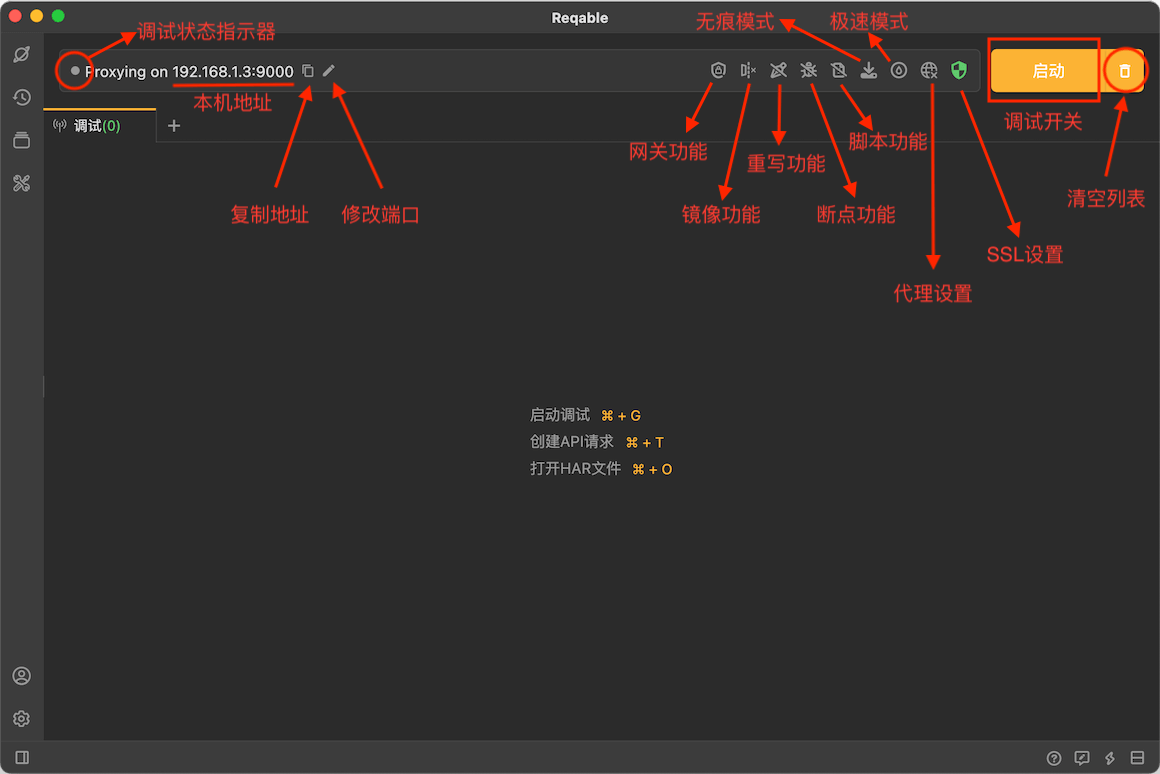 Reqable
调试状态指示器
无痕模式
极速模式
Proxying on 192.168.1.3:9000
启动
本机地址
调试开关
调试(0)
网关功能
重写功能
脚本功能
复制地址
修改端口
镜像功能
断点功能
清空列表
SSL设置
代理设置
启动调试 ⌘ + G
创建API请求 ⌘ + T
打开HAR文件 ⌘ + O